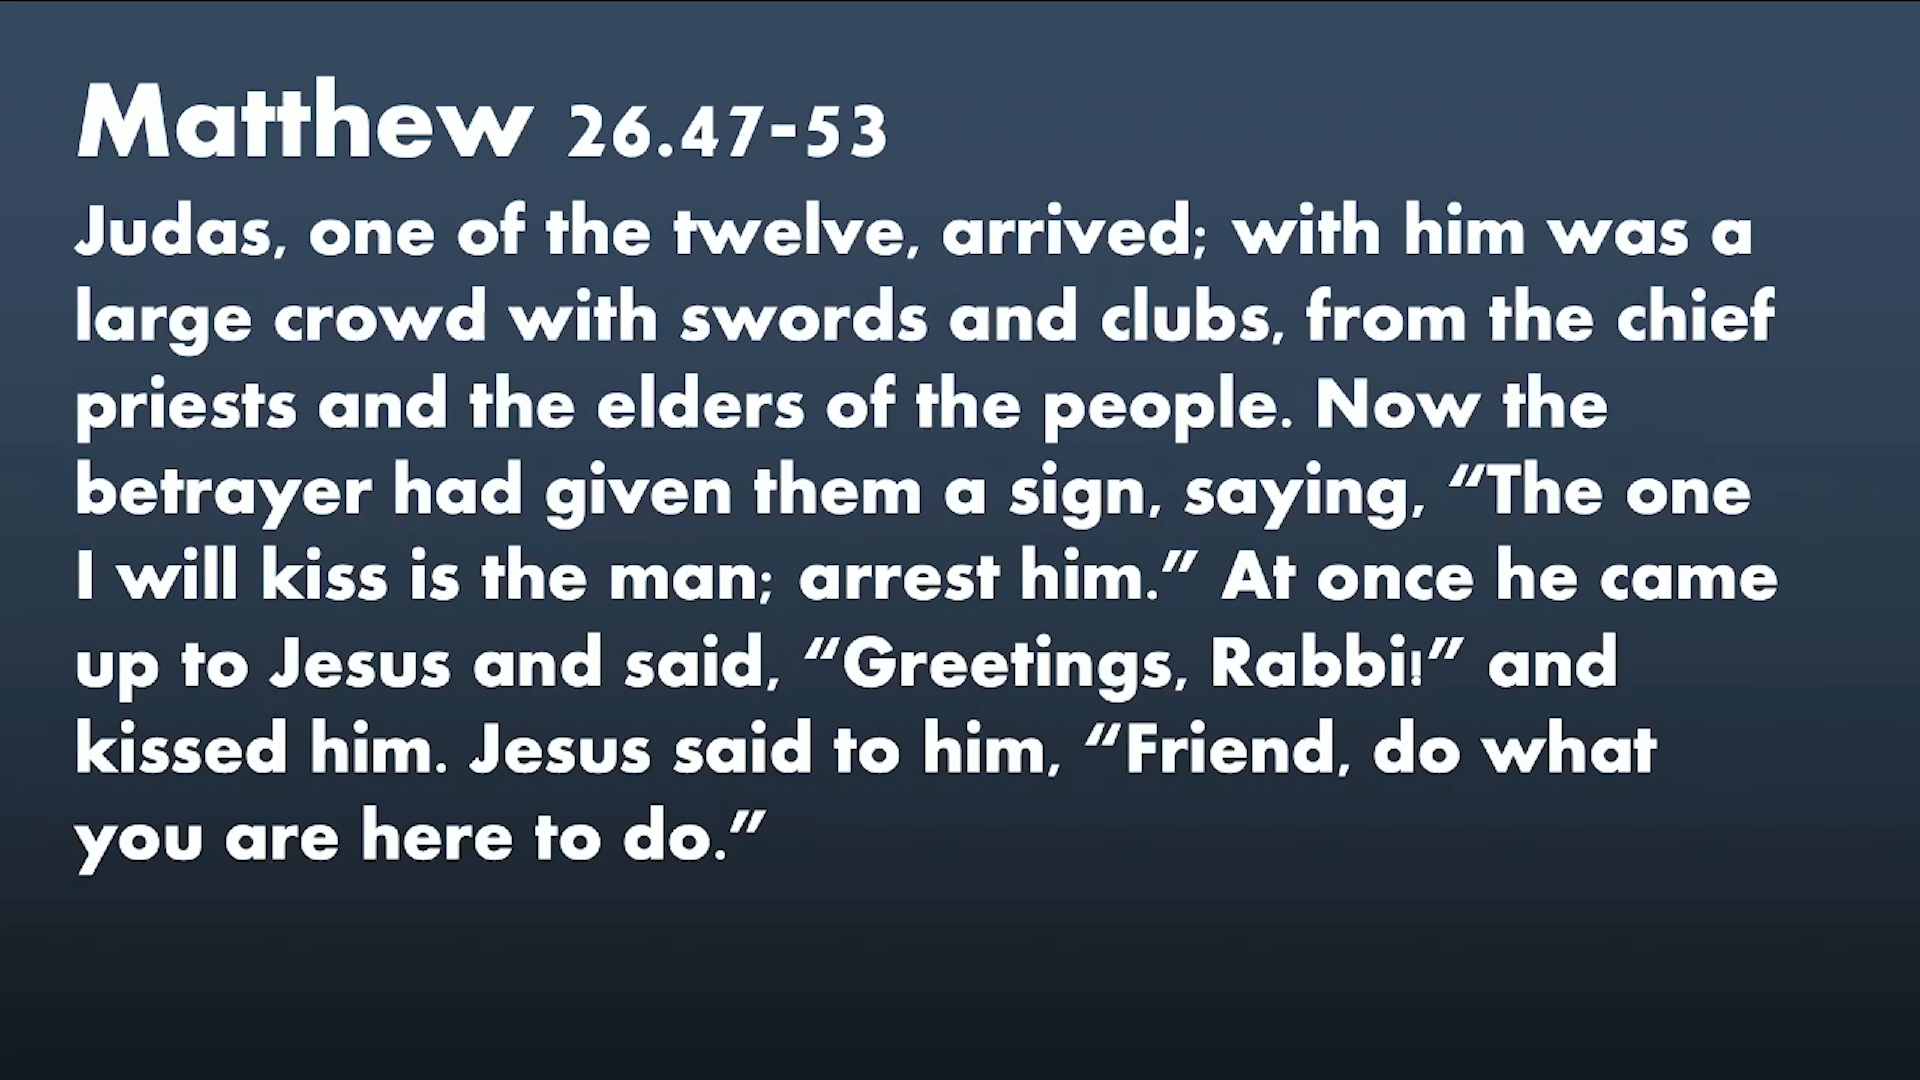 Matthew 26.47-53
Judas, one of the twelve, arrived; with him was a
large crowd with swords and clubs, from the chief
priests and the elders of the people. Now the
betrayer had given them a sign, saying, “The one
I will kiss is the man; arrest him.” At once he came
up to Jesus and said, “Greetings, Rabbi!” and
kissed him. Jesus said to him, “Friend, do what
you are here to do.”